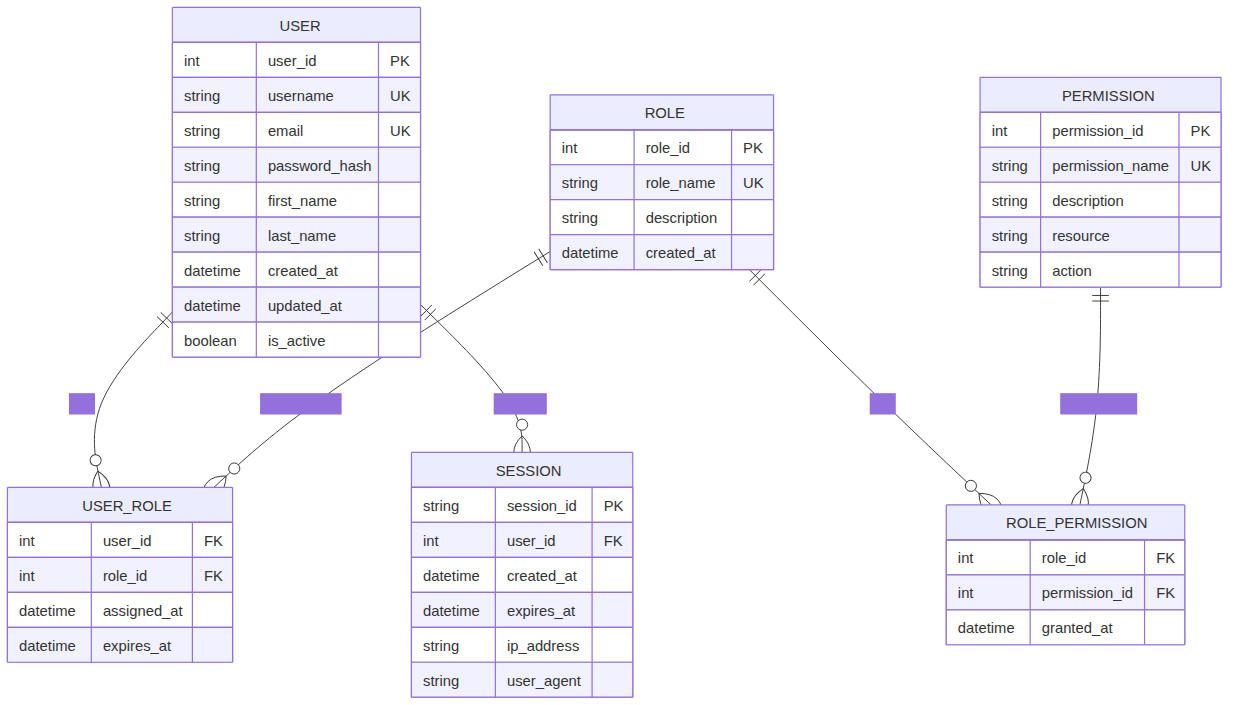 USER
int user_id PK
string username UK
string email UK
string password_hash
string first_name
string last_name
datetime created_at
datetime updated_at
boolean is_active
ROLE
int role_id PK
string role_name UK
string description
datetime created_at
PERMISSION
int permission_id PK
string permission_name UK
string description
string resource
string action
USER_ROLE
int user_id FK
int role_id FK
datetime assigned_at
datetime expires_at
SESSION
string session_id PK
int user_id FK
datetime created_at
datetime expires_at
string ip_address
string user_agent
ROLE_PERMISSION
int role_id FK
int permission_id FK
datetime granted_at